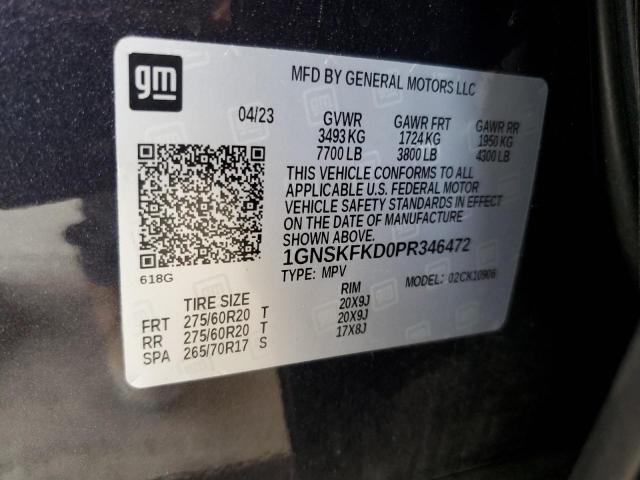 gm
MFD BY GENERAL MOTORS LLC
04/23 GVWR GAWR FRT GAWR RR
3493 KG 1724 KG 1950 KG
7700 LB 3800 LB 4300 LB
THIS VEHICLE CONFORMS TO ALL
APPLICABLE U.S. FEDERAL MOTOR
VEHICLE SAFETY STANDARDS IN EFFECT
ON THE DATE OF MANUFACTURE
SHOWN ABOVE.
1GNSKFKD0PR346472
618G
TYPE: MPV MODEL: 02CK10906
TIRE SIZE RIM
FRT 275/60R20 T 20X9J
RR 275/60R20 T 20X9J
SPA 265/70R17 S 17X8J